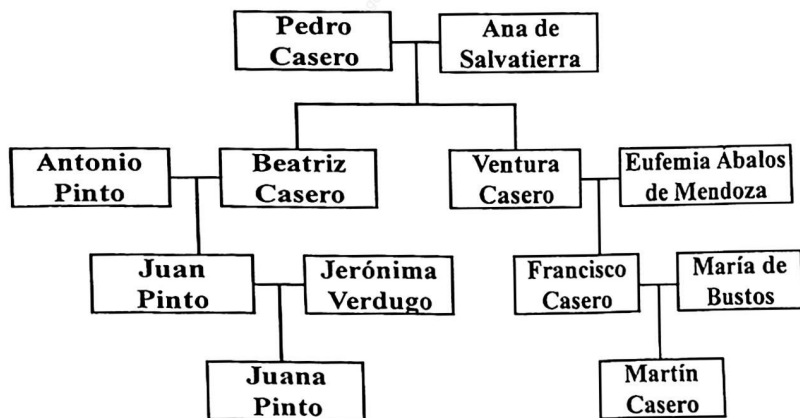 Pedro
Casero
Ana de
Salvatierra
Antonio
Pinto
Beatriz
Casero
Ventura
Casero
Eufemia Ábalos
de Mendoza
Juan
Pinto
Jerónima
Verdugo
Francisco
Casero
María de
Bustos
Juana
Pinto
Martín
Casero